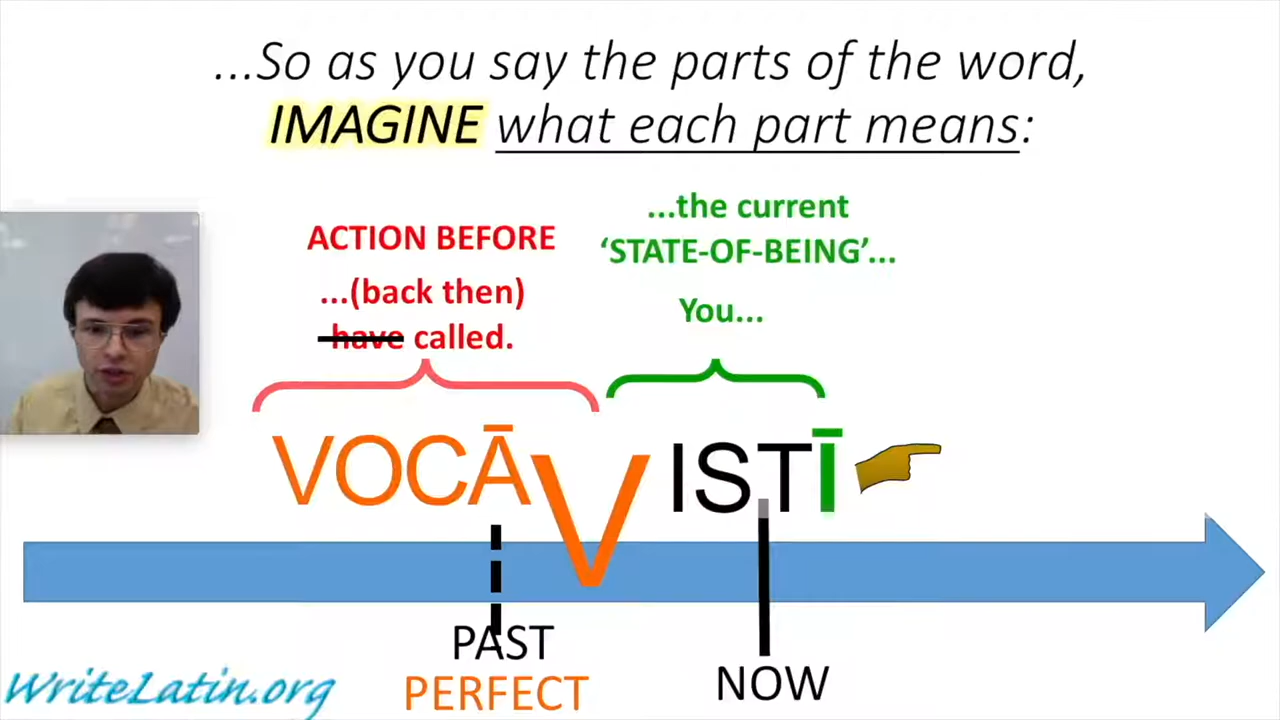 ...So as you say the parts of the word,
IMAGINE what each part means:
ACTION BEFORE
...(back then)
have called.
...the current
‘STATE-OF-BEING’...
You...
VOCĀVISTĪ
PAST
PERFECT
NOW
WriteLatin.org